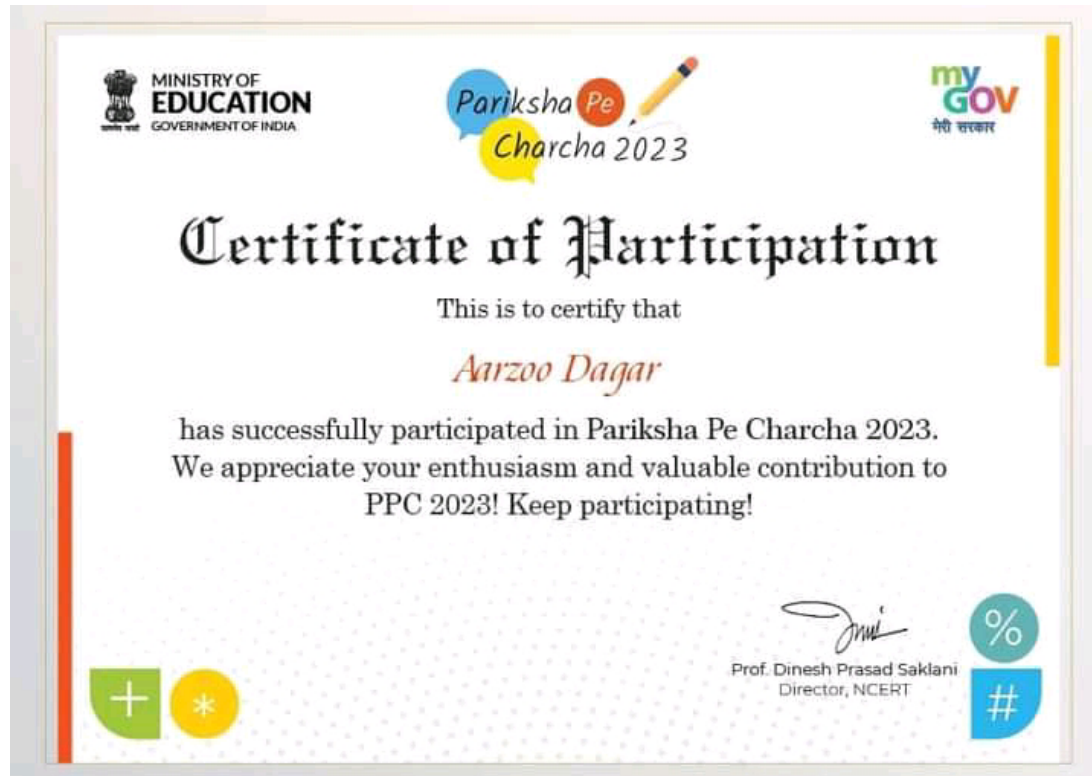 MINISTRY OF
EDUCATION
GOVERNMENT OF INDIA
Pariksha Pe
Charcha 2023
my
GOV
मेरी सरकार
Certificate of Participation
This is to certify that
Aarzoo Dagar
has successfully participated in Pariksha Pe Charcha 2023.
We appreciate your enthusiasm and valuable contribution to
PPC 2023! Keep participating!
Prof. Dinesh Prasad Saklani
Director, NCERT
%
+
*
#